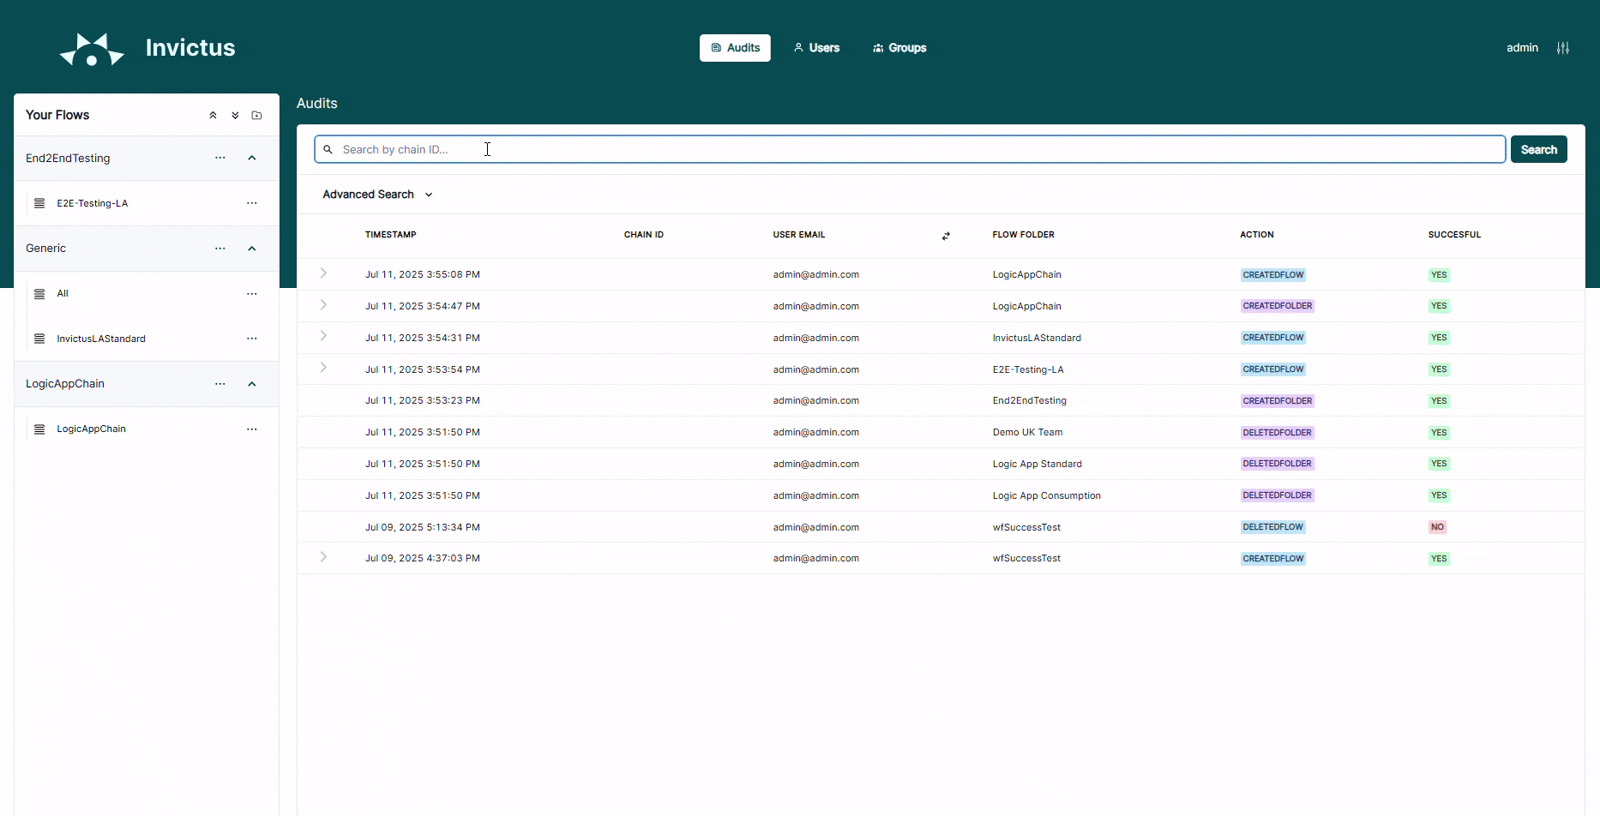 Invictus
Audits
Users
Groups
admin
Your Flows
End2EndTesting
E2E-Testing-LA
Generic
All
InvictusLAStandard
LogicAppChain
LogicAppChain
Audits
Search by chain ID...
Search
Advanced Search
TIMESTAMP CHAIN ID USER EMAIL FLOW FOLDER ACTION SUCCESFUL
Jul 11, 2025 3:55:08 PM admin@admin.com LogicAppChain CREATEDFLOW YES
Jul 11, 2025 3:54:47 PM admin@admin.com LogicAppChain CREATEDFOLDER YES
Jul 11, 2025 3:54:31 PM admin@admin.com InvictusLAStandard CREATEDFLOW YES
Jul 11, 2025 3:53:54 PM admin@admin.com E2E-Testing-LA CREATEDFLOW YES
Jul 11, 2025 3:53:23 PM admin@admin.com End2EndTesting CREATEDFOLDER YES
Jul 11, 2025 3:51:50 PM admin@admin.com Demo UK Team DELETEDFOLDER YES
Jul 11, 2025 3:51:50 PM admin@admin.com Logic App Standard DELETEDFOLDER YES
Jul 11, 2025 3:51:50 PM admin@admin.com Logic App Consumption DELETEDFOLDER YES
Jul 09, 2025 5:13:34 PM admin@admin.com wfSuccessTest DELETEDFLOW NO
Jul 09, 2025 4:37:03 PM admin@admin.com wfSuccessTest CREATEDFLOW YES